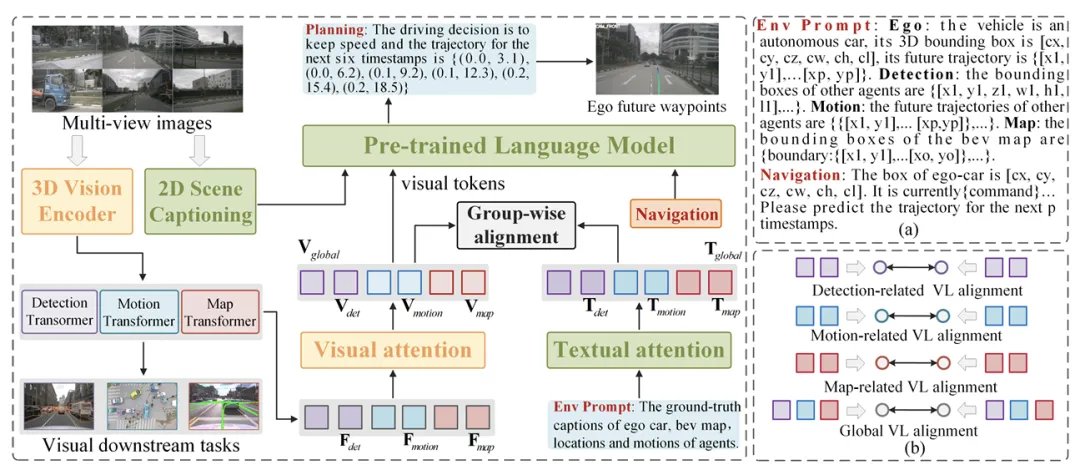 Planning: The driving decision is to
keep speed and the trajectory for the
next six timestamps is {(0.0, 3.1),
(0.0, 6.2), (0.1, 9.2), (0.1, 12.3), (0.2,
15.4), (0.2, 18.5)}
Multi-view images
Ego future waypoints
Pre-trained Language Model
3D Vision
Encoder
2D Scene
Captioning
visual tokens
Group-wise
alignment
Navigation
V global
T global
V det
V motion
V map
T det
T motion
T map
Detection
Transormer
Motion
Transformer
Map
Transformer
Visual attention
Textual attention
Visual downstream tasks
F det
F motion
F map
Env Prompt: The ground-truth
captions of ego car, bev map,
locations and motions of agents.
Env Prompt: Ego: the vehicle is an
autonomous car, its 3D bounding box is [cx,
cy, cz, cw, ch, cl], its future trajectory is {[x1,
y1],...[xp, yp]}. Detection: the bounding
boxes of other agents are {[x1, y1, z1, w1, h1,
l1],...}. Motion: the future trajectories of other
agents are {{[x1, y1],... [xp,yp]},...}. Map: the
bounding boxes of the bev map are
{boundary:{[x1, y1],...[xo, yo]},...}.
Navigation: The box of ego-car is [cx, cy,
cz, cw, ch, cl]. It is currently{command}...
Please predict the trajectory for the next p
timestamps.
(a)
Detection-related VL alignment
Motion-related VL alignment
Map-related VL alignment
Global VL alignment
(b)